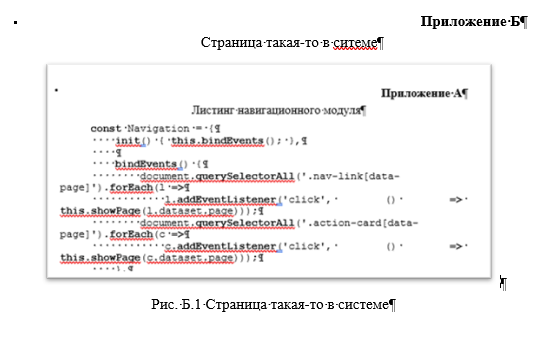 Приложение·Б¶
Страница·такая-то·в·ситеме¶
Приложение·А¶
Листинг·навигационного·модуля¶
const·Navigation·=·{¶
····init()·{·this.bindEvents();·},¶
····¶
····bindEvents()·{¶
········document.querySelectorAll('.nav-link[data-
page]').forEach(l·=>¶
············l.addEventListener('click',·()·=>·
this.showPage(l.dataset.page)));¶
········document.querySelectorAll('.action-card[data-
page]').forEach(c·=>¶
············c.addEventListener('click',·()·=>·
this.showPage(c.dataset.page)));¶
····},¶
¶
Рис.·Б.1·Страница·такая-то·в·системе¶